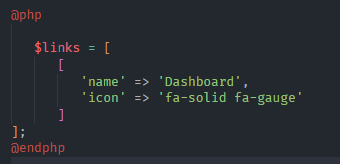 @php
$links = [
[
'name' => 'Dashboard',
'icon' => 'fa-solid fa-gauge'
]
];
@endphp